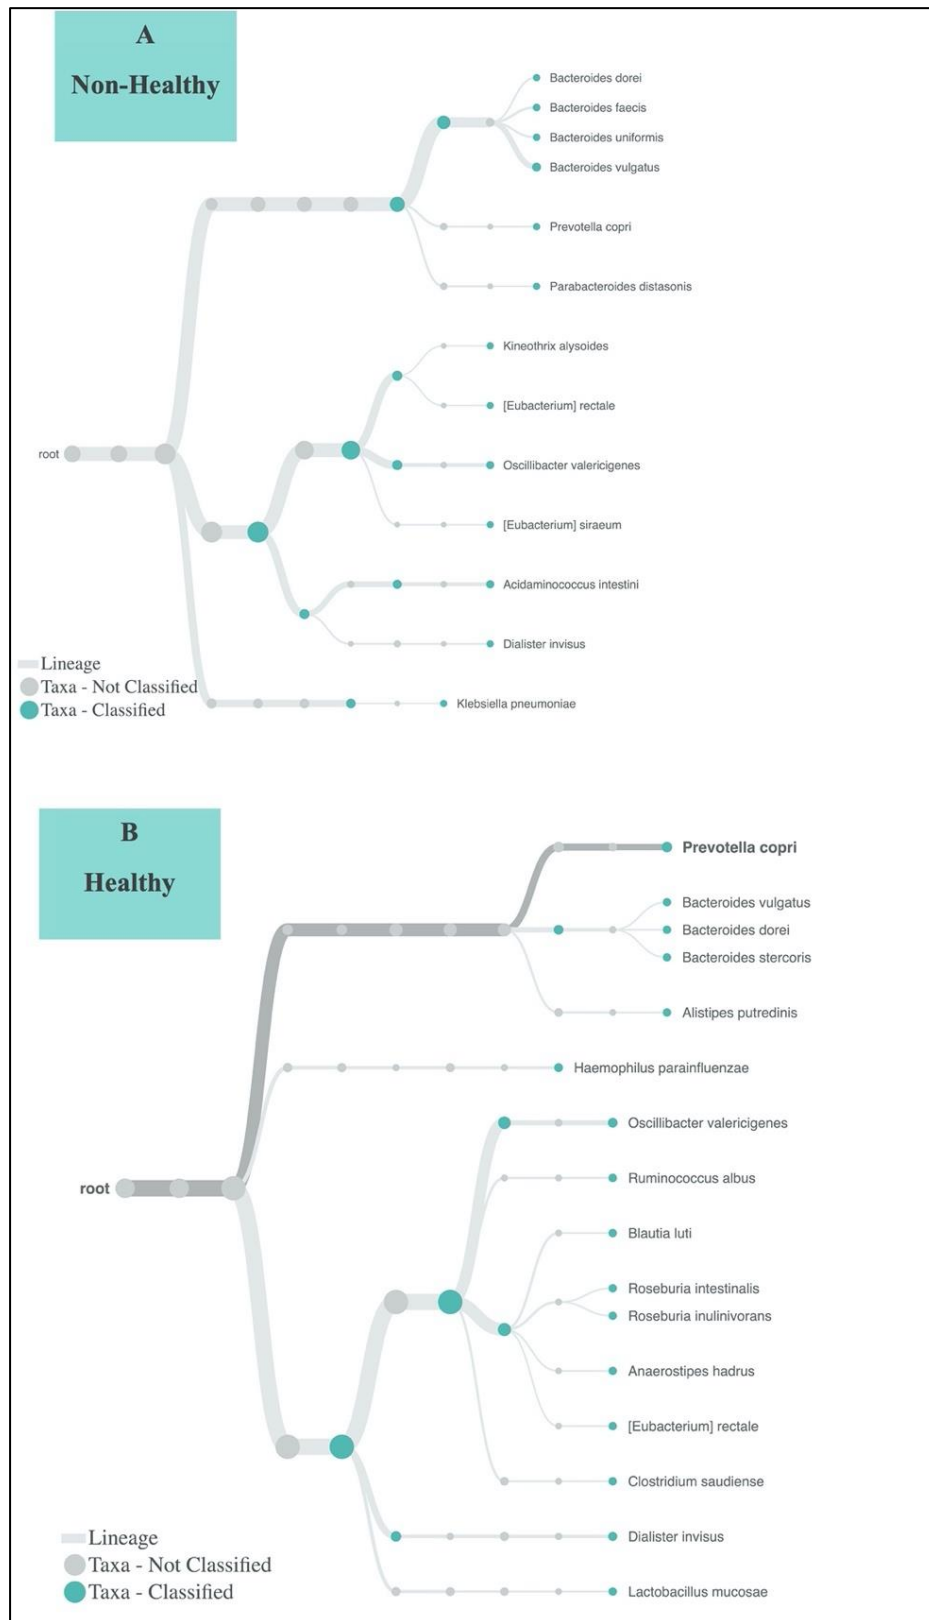 A
Non-Healthy
Bacteroides dorei
Bacteroides faecis
Bacteroides uniformis
Bacteroides vulgatus
Prevotella copri
Parabacteroides distasonis
Kineothrix alysoides
[Eubacterium] rectale
root
Oscillibacter valericigenes
[Eubacterium] siraeum
Acidaminococcus intestini
Dialister invisus
Lineage
Taxa - Not Classified
Taxa - Classified
Klebsiella pneumoniae
B
Healthy
Prevotella copri
Bacteroides vulgatus
Bacteroides dorei
Bacteroides stercoris
Alistipes putredinis
Haemophilus parainfluenzae
Oscillibacter valericigenes
Ruminococcus albus
root
Blautia luti
Roseburia intestinalis
Roseburia inulinivorans
Anaerostipes hadrus
[Eubacterium] rectale
Clostridium saudiense
Dialister invisus
Lactobacillus mucosae
Lineage
Taxa - Not Classified
Taxa - Classified